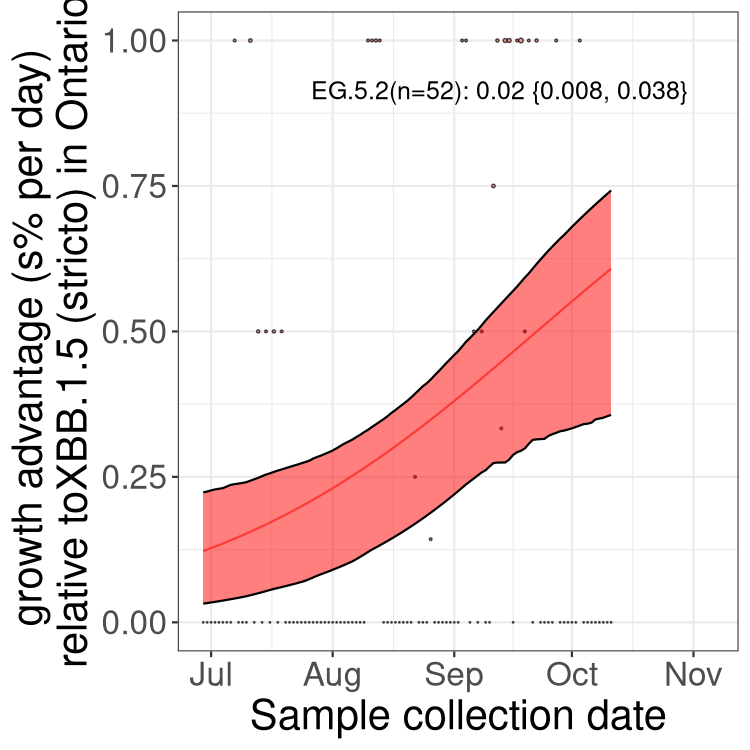 growth advantage (s% per day)
relative toXBB.1.5 (stricto) in Ontario
1.00
0.75
0.50
0.25
0.00
EG.5.2(n=52): 0.02 {0.008, 0.038}
Jul Aug Sep Oct Nov
Sample collection date